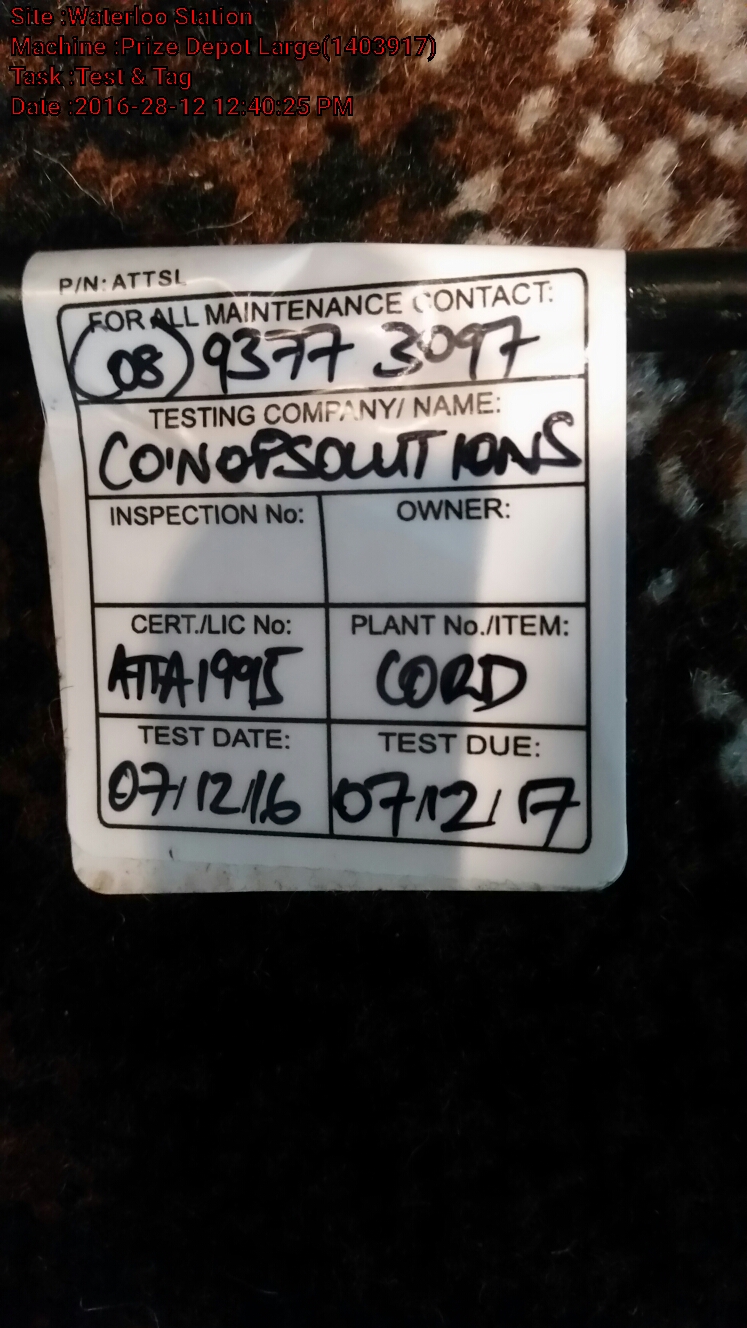 Site :Waterloo Station
Machine :Prize Depot Large(1403917)
Task :Test & Tag
Date :2016-28-12 12:40:25 PM
P/N: ATTSL
FOR ALL MAINTENANCE CONTACT:
(08) 9377 3097
TESTING COMPANY/ NAME:
COINOPSOLUTIONS
INSPECTION No: OWNER:
CERT./LIC No: PLANT No./ITEM:
ATTA1995 CORD
TEST DATE: TEST DUE:
07/12/16 07/12/17